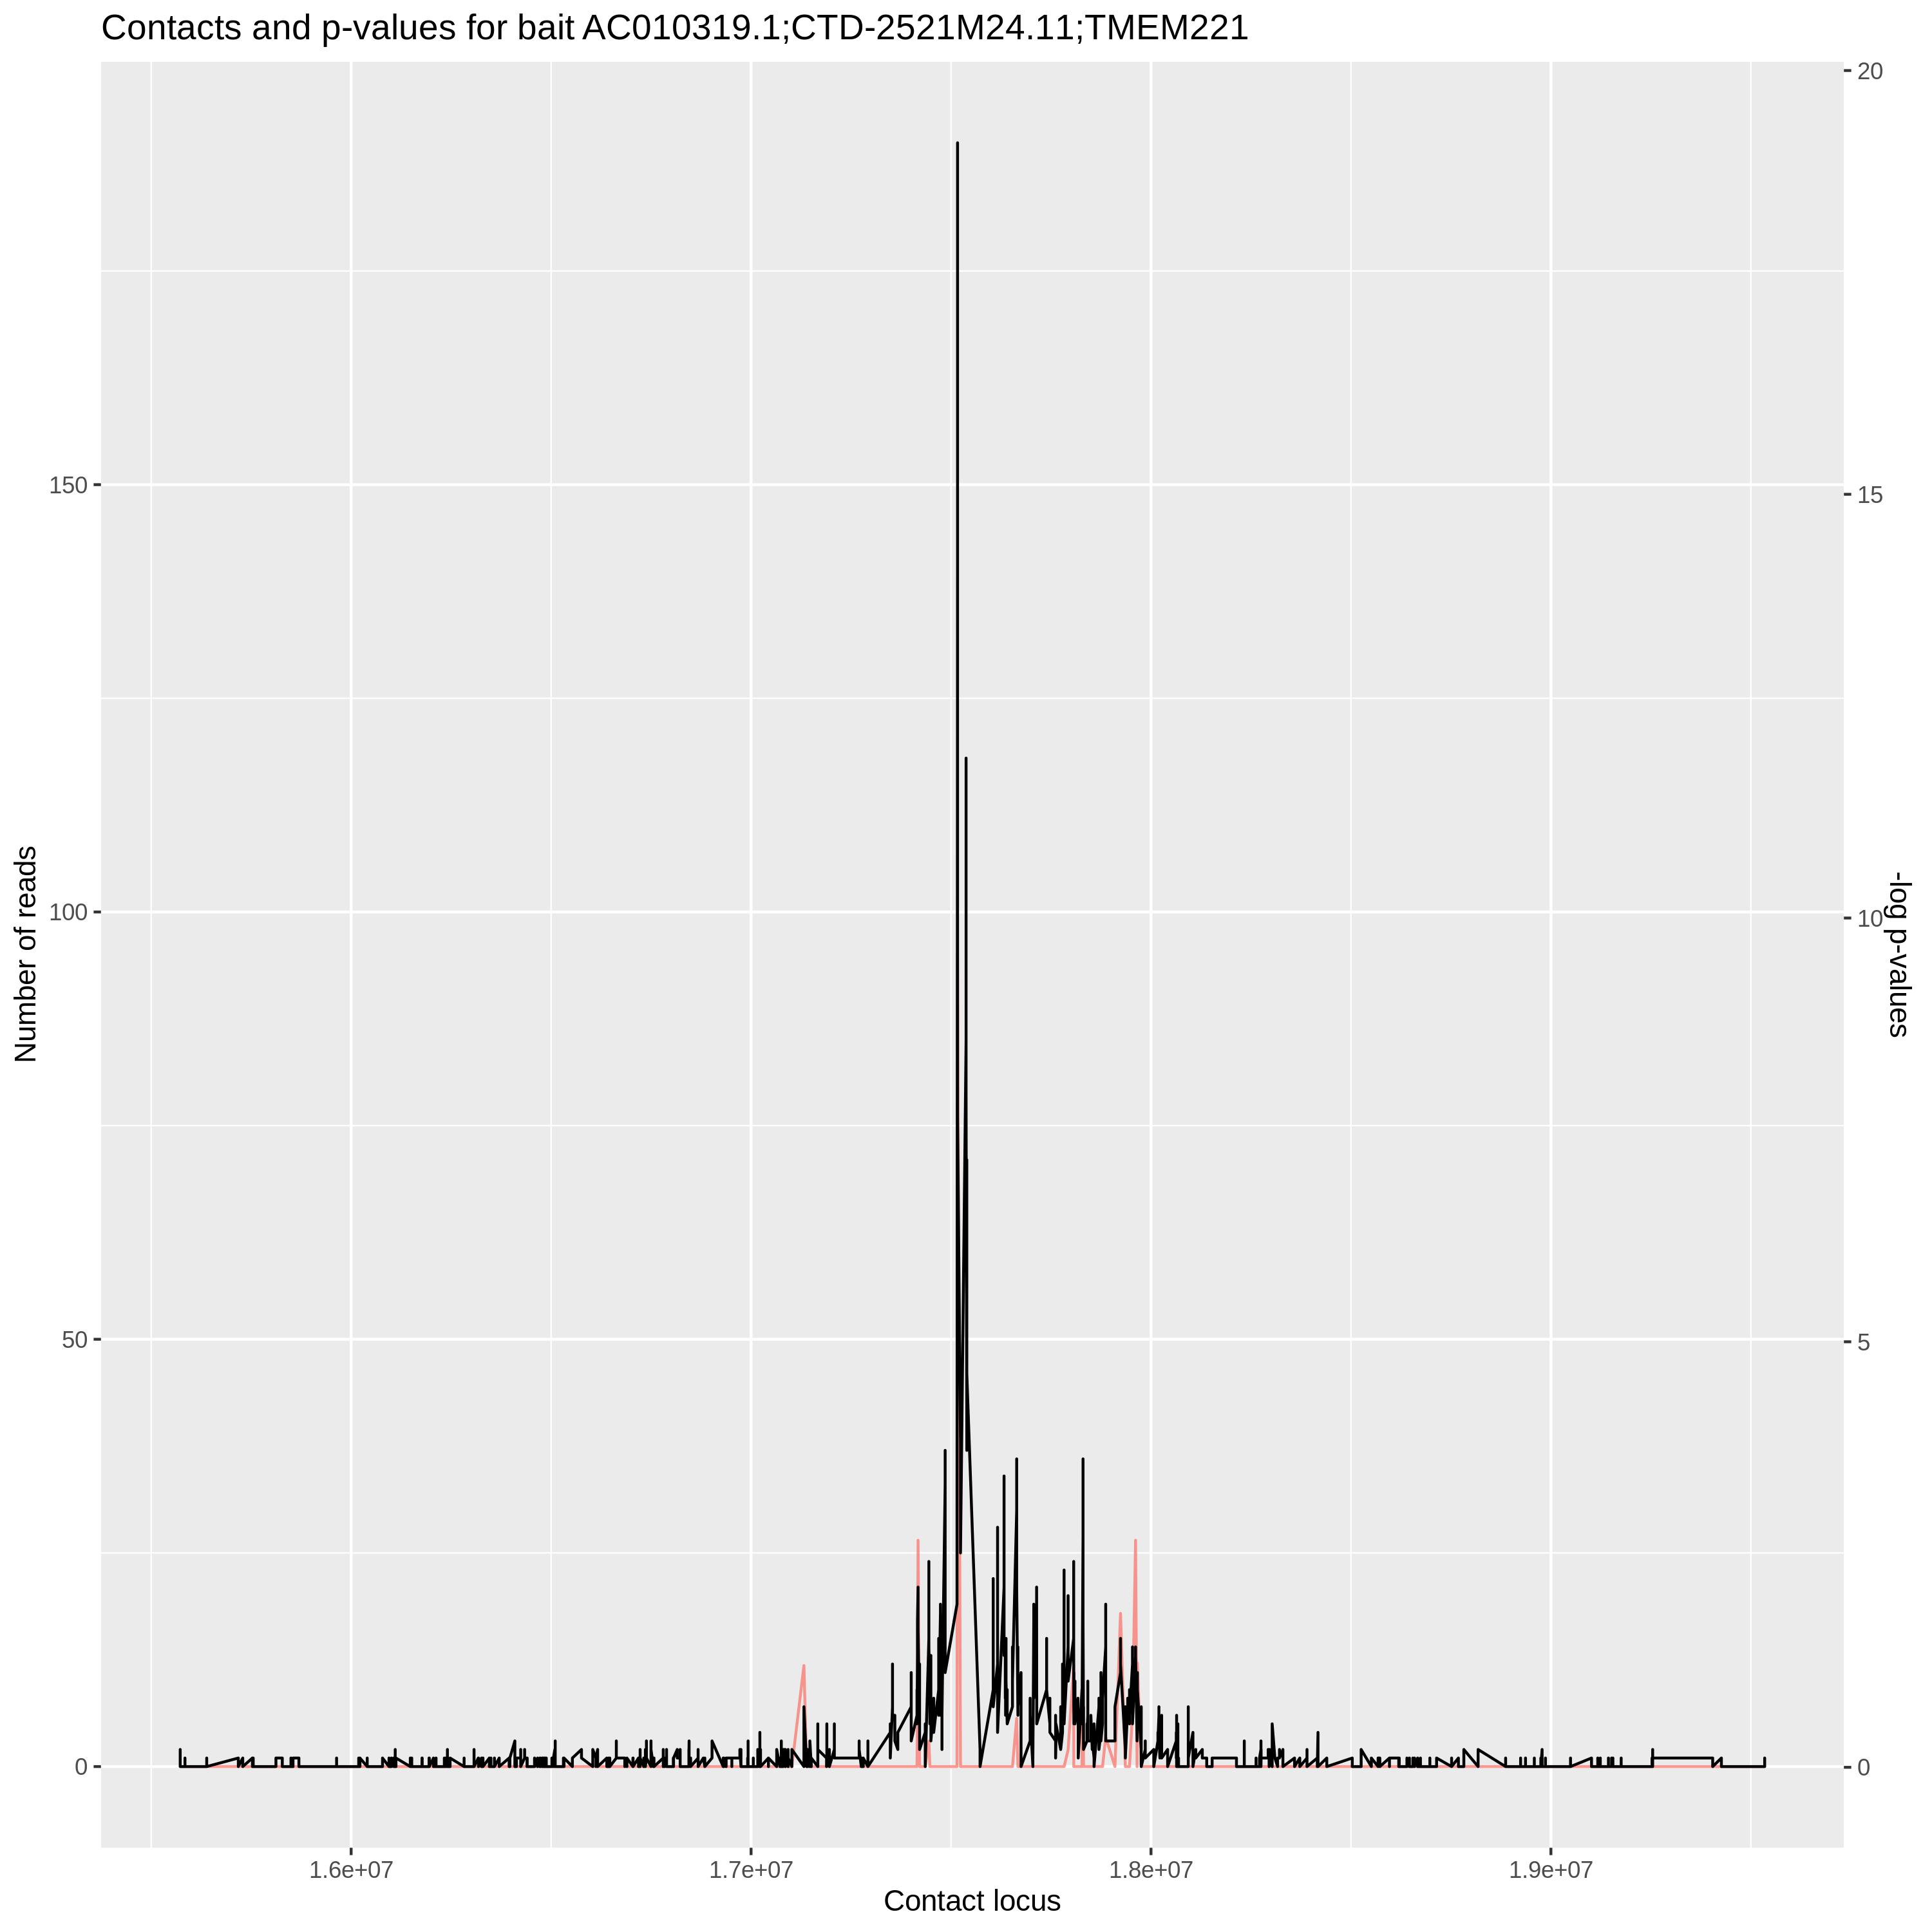 Contacts and p-values for bait AC010319.1;CTD-2521M24.11;TMEM221
Number of reads
150
100
50
0
20
15
10
5
0
-log p-values
1.6e+07
1.7e+07
1.8e+07
1.9e+07
Contact locus